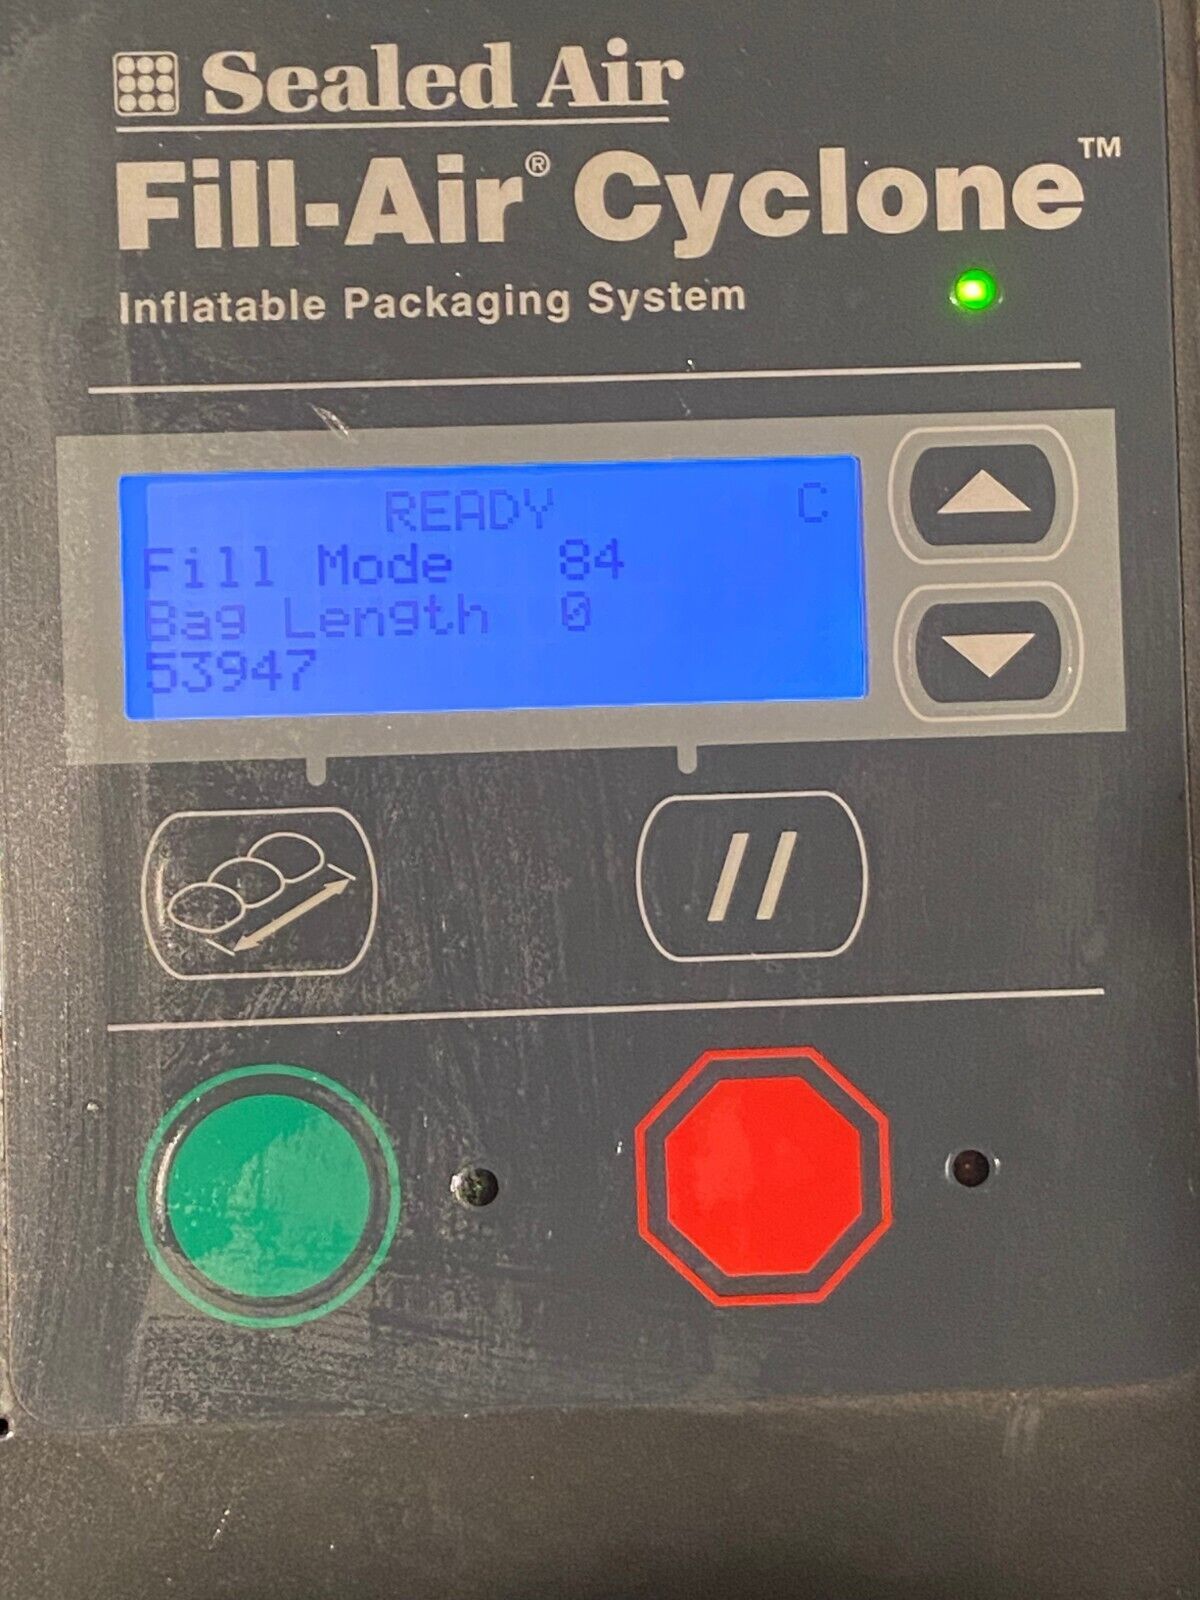 Sealed Air
Fill-Air® Cyclone™
Inflatable Packaging System
READY C
Fill Mode 84
Bag Length 0
53947